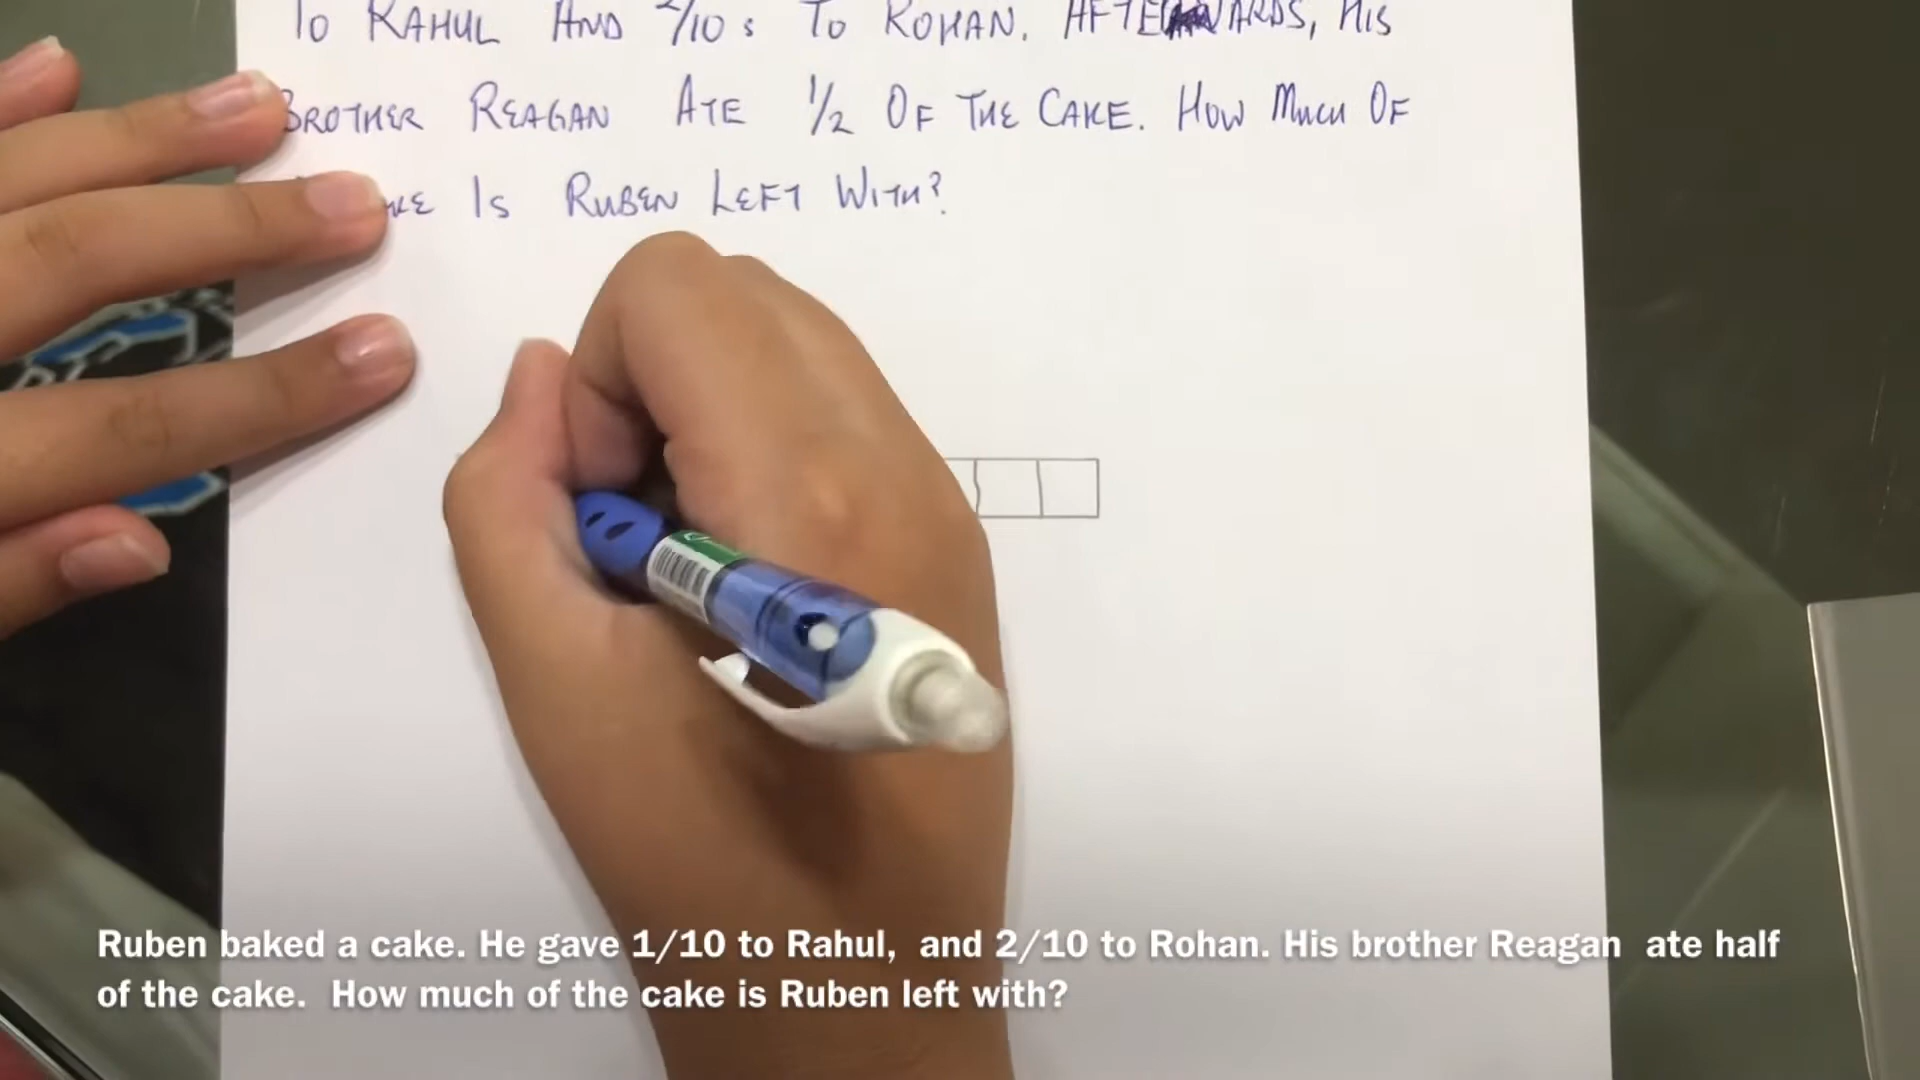 To RAHUL AND 2/10 s To ROHAN. AFTERWARDS, HIS
BROTHER REAGAN ATE 1/2 OF THE CAKE. HOW MUCH OF
IS RUBEN LEFT WITH?
Ruben baked a cake. He gave 1/10 to Rahul, and 2/10 to Rohan. His brother Reagan ate half
of the cake. How much of the cake is Ruben left with?